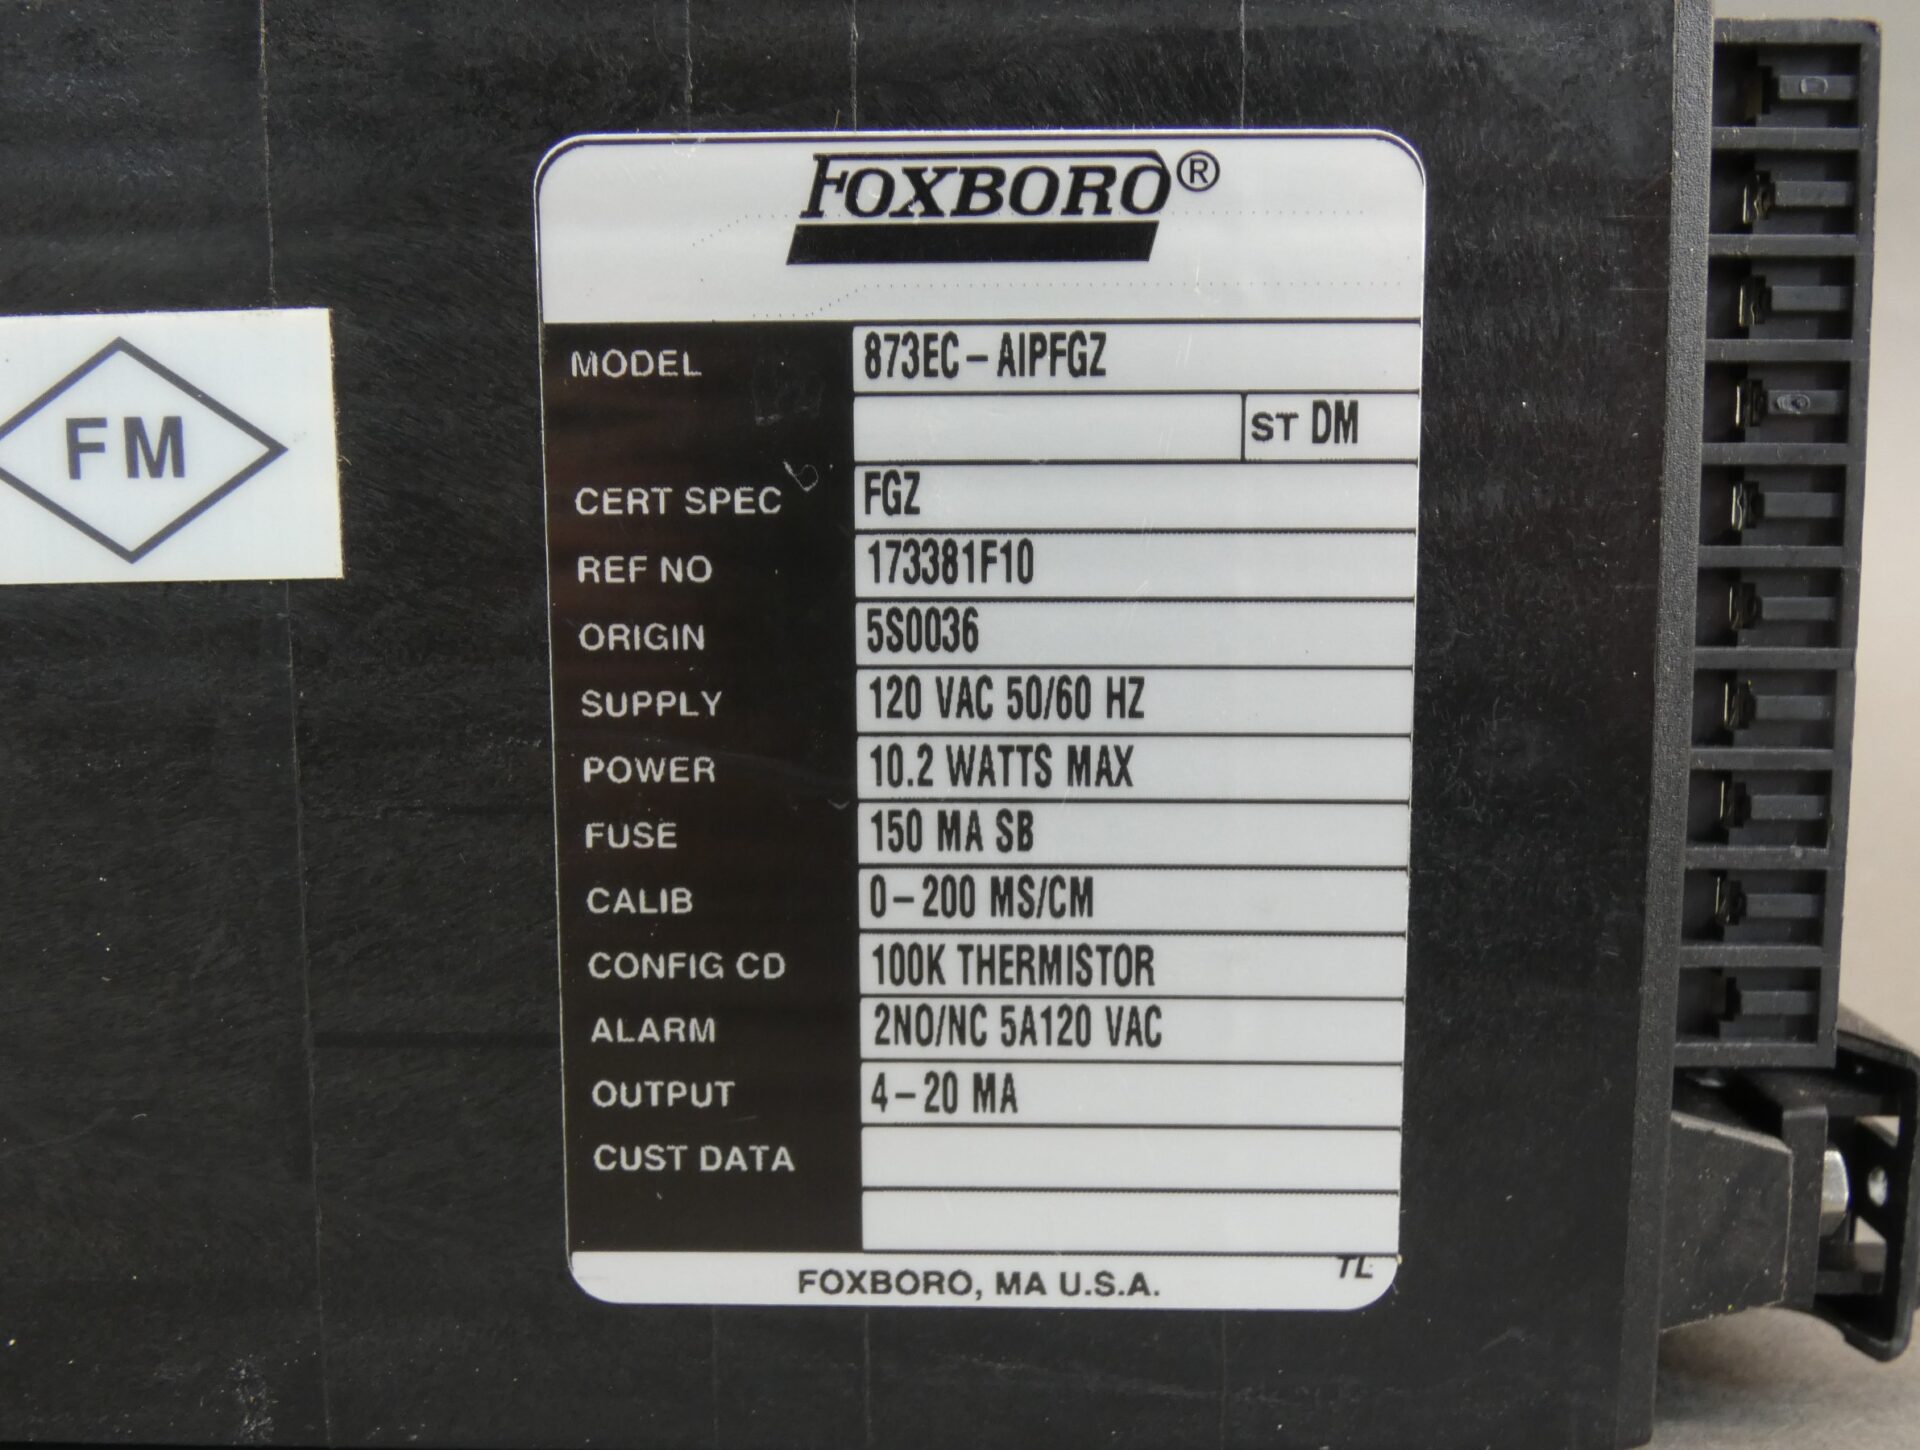 FOXBORO®
MODEL 873EC-AIPFGZ
ST DM
CERT SPEC FGZ
REF NO 173381F10
ORIGIN 5S0036
SUPPLY 120 VAC 50/60 HZ
POWER 10.2 WATTS MAX
FUSE 150 MA SB
CALIB 0-200 MS/CM
CONFIG CD 100K THERMISTOR
ALARM 2NO/NC 5A120 VAC
OUTPUT 4-20 MA
CUST DATA
TL
FOXBORO, MA U.S.A.
FM